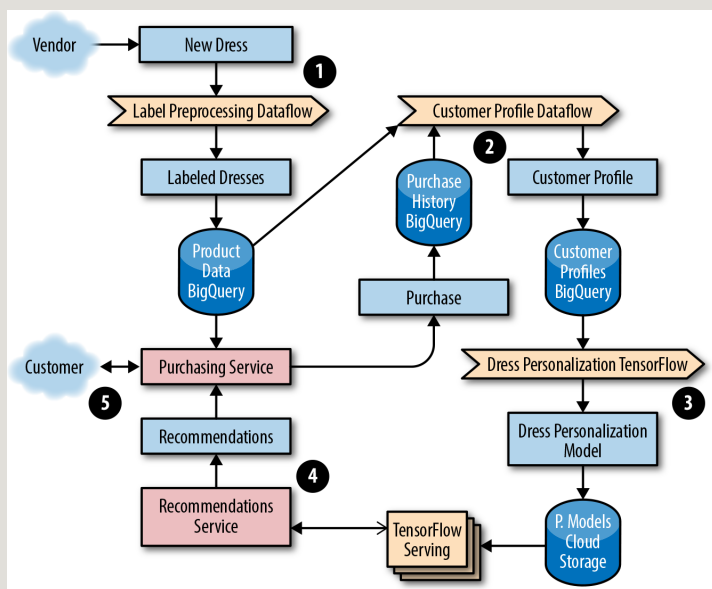 Vendor
New Dress
1
Label Preprocessing Dataflow
Customer Profile Dataflow
2
Labeled Dresses
Purchase
History
BigQuery
Customer Profile
Product
Data
BigQuery
Customer
Profiles
BigQuery
Purchase
Customer
Purchasing Service
Dress Personalization TensorFlow
5
3
Recommendations
Dress Personalization
Model
4
Recommendations
Service
TensorFlow
Serving
P. Models
Cloud
Storage